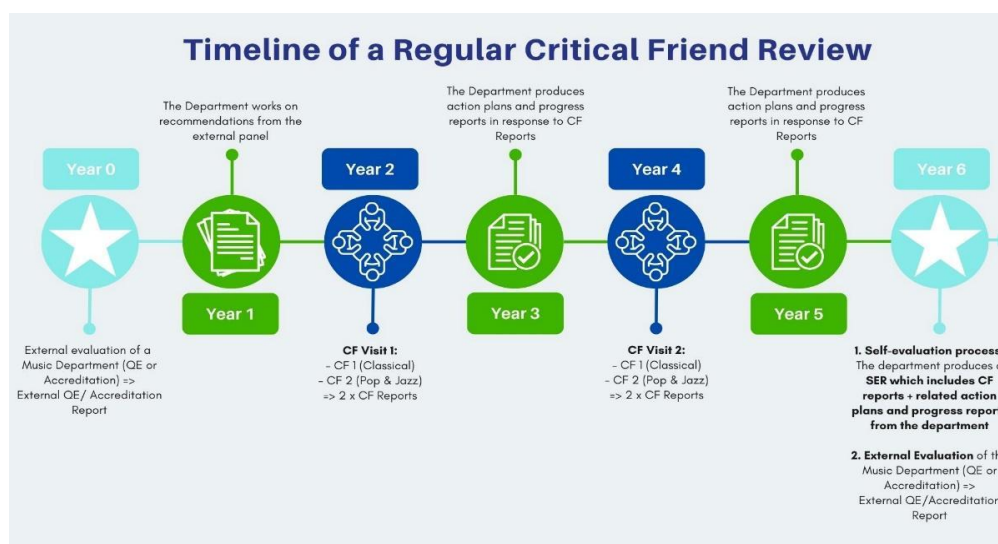 Timeline of a Regular Critical Friend Review
The Department works on
recommendations from the
external panel
The Department produces
action plans and progress
reports in response to CF
Reports
The Department produces
action plans and progress
reports in response to CF
Reports
Year 0
Year 2
Year 4
Year 6
Year 1
Year 3
Year 5
External evaluation of a
Music Department (QE or
Accreditation) =>
External QE/ Accreditation
Report
CF Visit 1:
- CF 1 (Classical)
- CF 2 (Pop & Jazz)
=> 2 x CF Reports
CF Visit 2:
- CF 1 (Classical)
- CF 2 (Pop & Jazz)
=> 2 x CF Reports
1. Self-evaluation process
The department produces a
SER which includes CF
reports + related action
plans and progress report
from the department
2. External Evaluation of th
Music Department (QE or
Accreditation) =>
External QE/Accreditation
Report